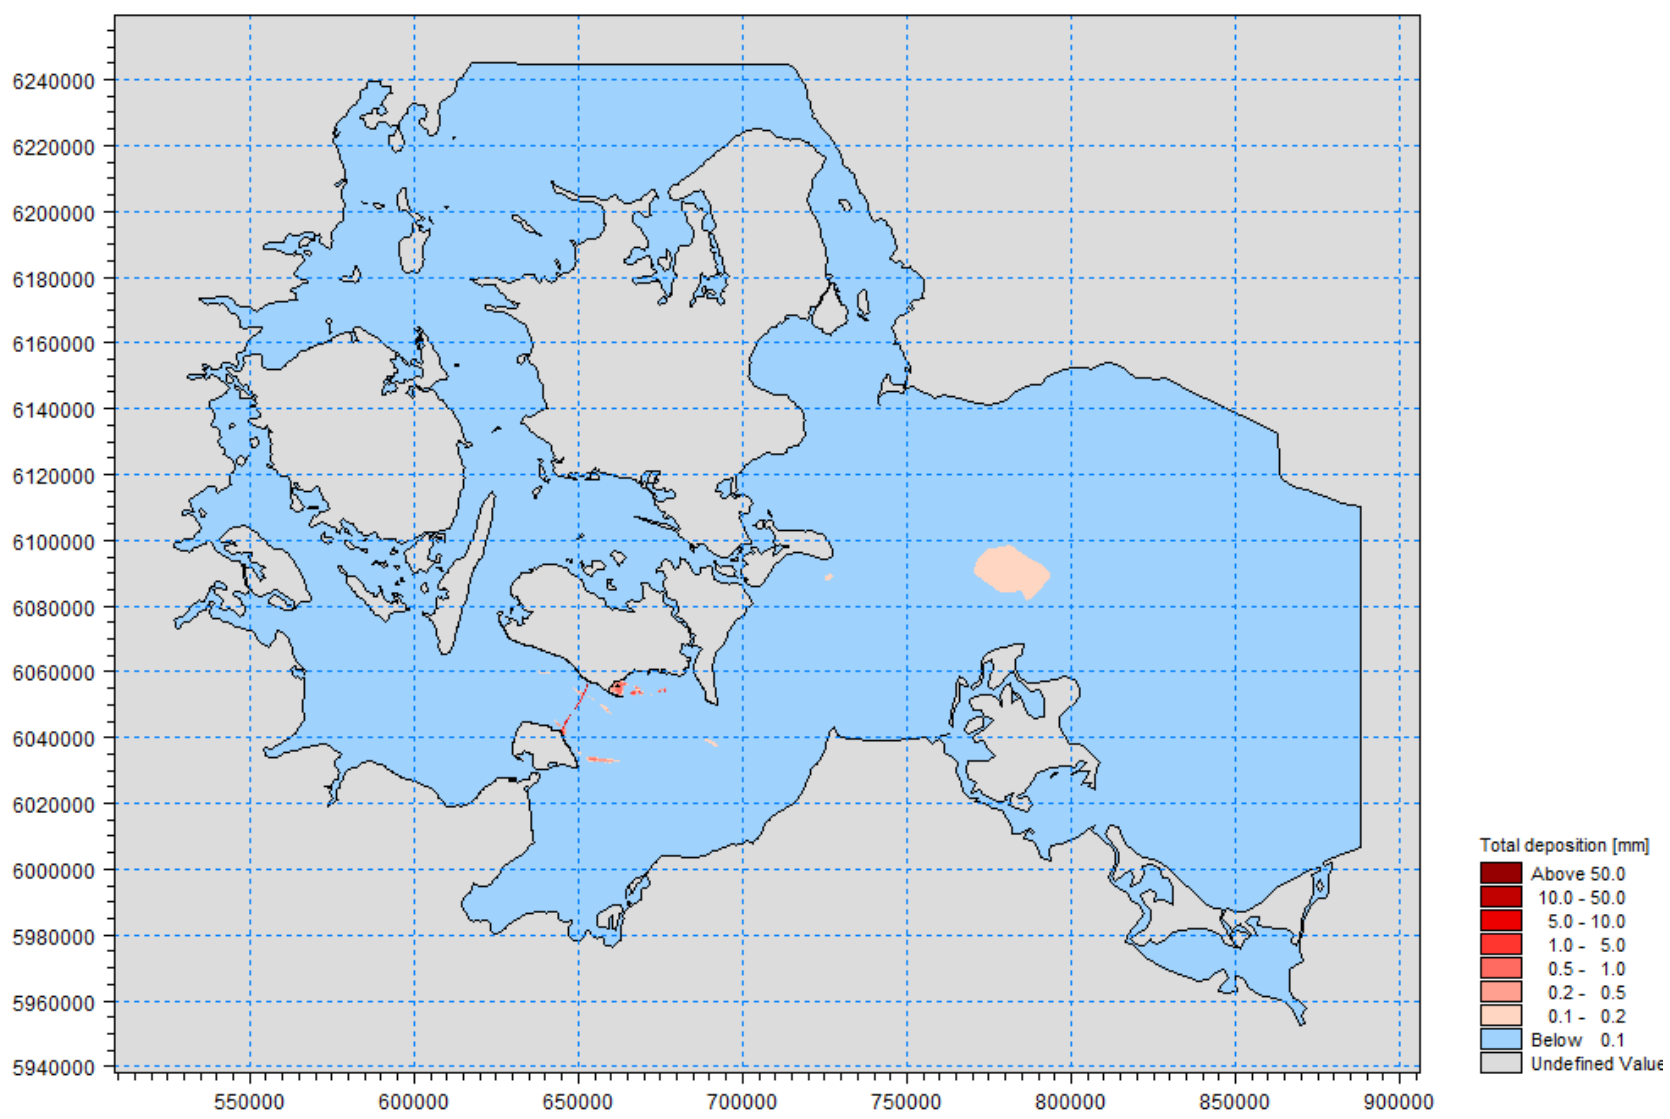 6240000
6220000
6200000
6180000
6160000
6140000
6120000
6100000
6080000
6060000
6040000
6020000
6000000
5980000
5960000
5940000
550000 600000 650000 700000 750000 800000 850000 900000
Total deposition [mm]
Above 50.0
10.0 - 50.0
5.0 - 10.0
1.0 - 5.0
0.5 - 1.0
0.2 - 0.5
0.1 - 0.2
Below 0.1
Undefined Value